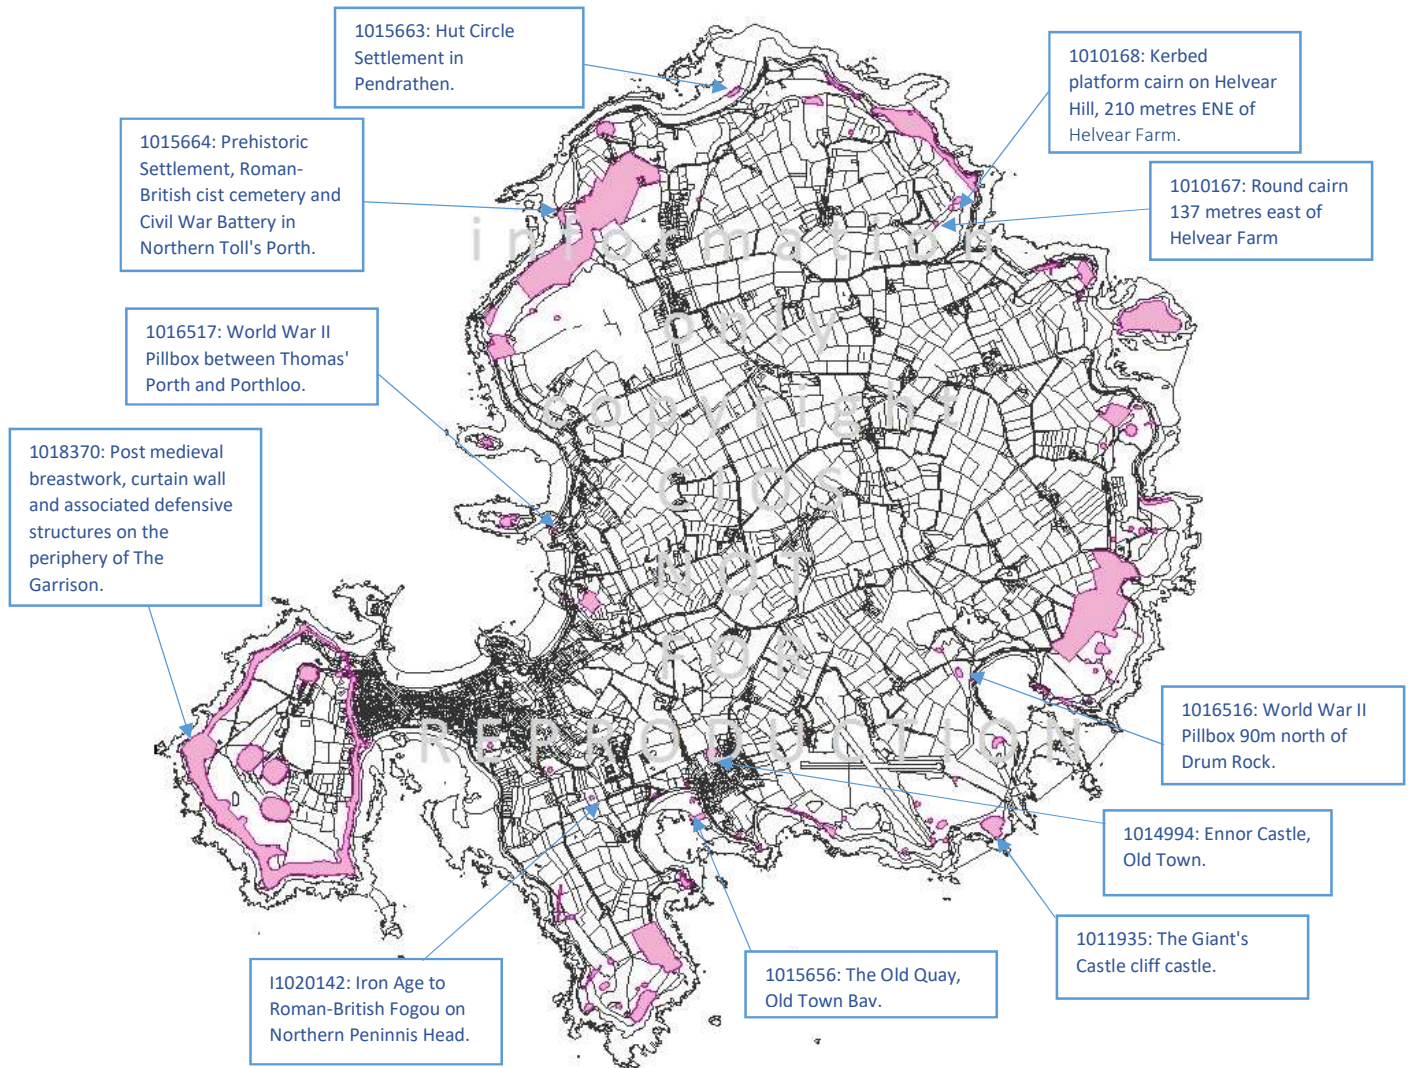 1015663: Hut Circle
Settlement in
Pendrathen.
1010168: Kerbed
platform cairn on Helvear
Hill, 210 metres ENE of
Helvear Farm.
1015664: Prehistoric
Settlement, Roman-
British cist cemetery and
Civil War Battery in
Northern Toll's Porth.
1010167: Round cairn
137 metres east of
Helvear Farm
1016517: World War II
Pillbox between Thomas'
Porth and Porthloo.
1018370: Post medieval
breastwork, curtain wall
and associated defensive
structures on the
periphery of The
Garrison.
information
only
copyright
CIOS
NOT
FOR
REPRODUCTION
1016516: World War II
Pillbox 90m north of
Drum Rock.
1014994: Ennor Castle,
Old Town.
1011935: The Giant's
Castle cliff castle.
1015656: The Old Quay,
Old Town Bay.
I1020142: Iron Age to
Roman-British Fogou on
Northern Peninnis Head.